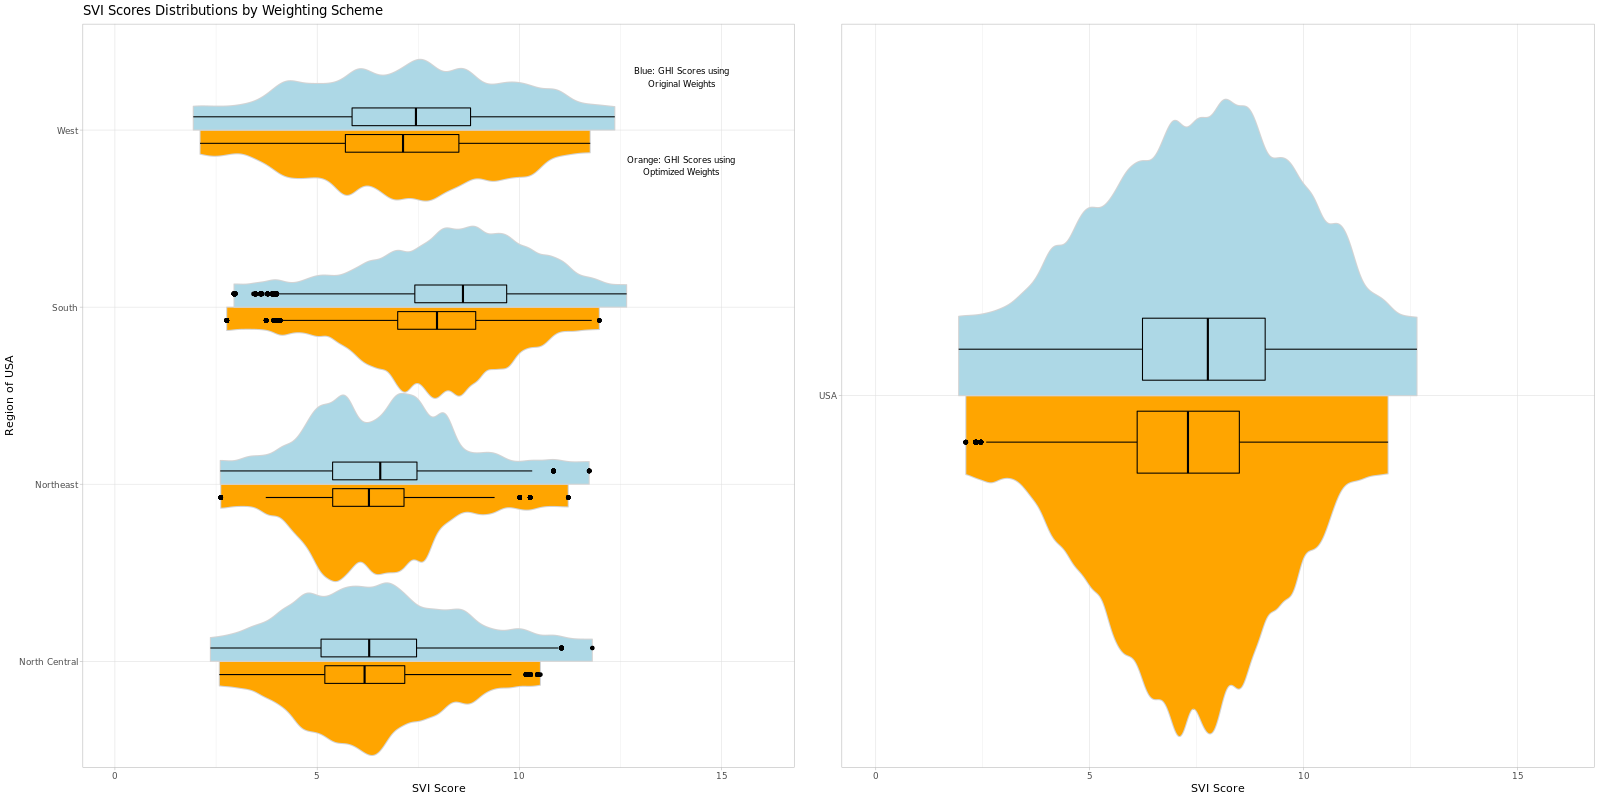 SVI Scores Distributions by Weighting Scheme
Blue: GHI Scores using
Original Weights
West
Orange: GHI Scores using
Optimized Weights
South
Region of USA
Northeast
North Central
0 5 10 15
SVI Score
USA
0 5 10 15
SVI Score